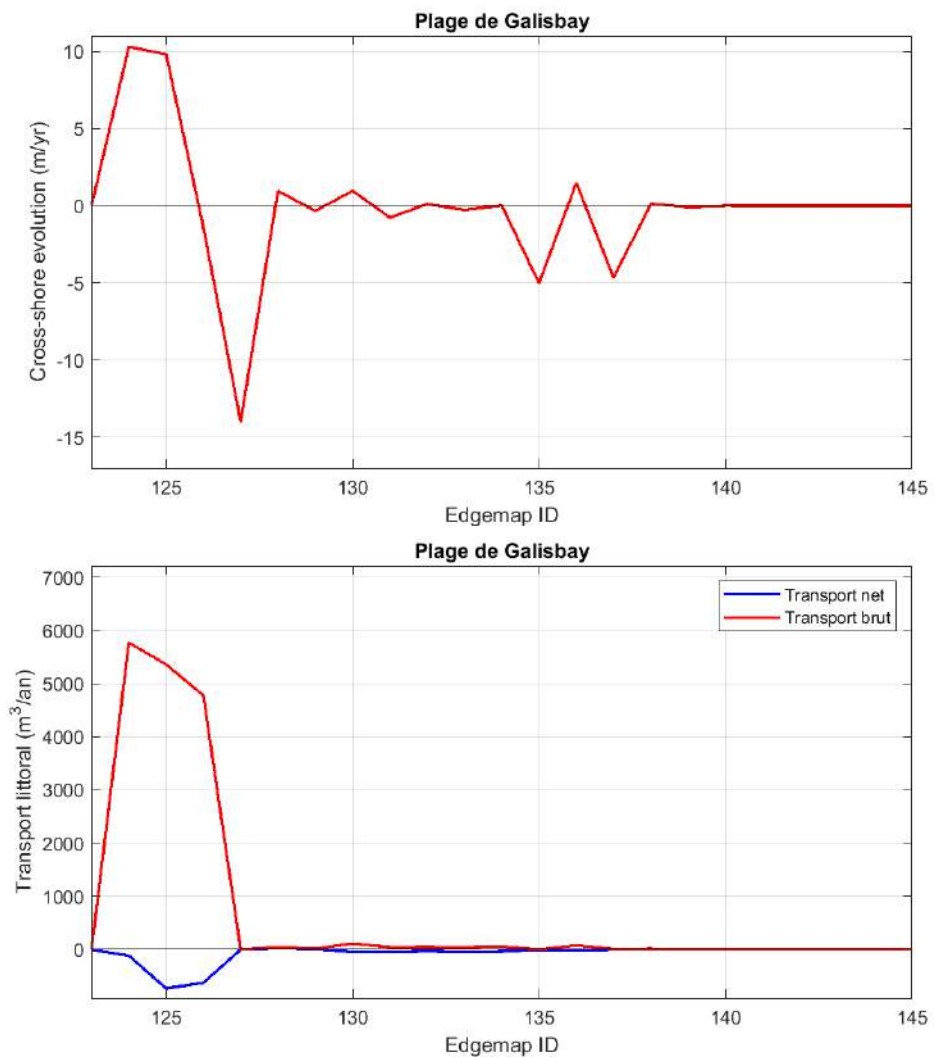 Plage de Galisbay
10
5
0
-5
-10
-15
Cross-shore evolution (m/yr)
125 130 135 140 145
Edgemap ID
Plage de Galisbay
7000
6000
5000
4000
3000
2000
1000
0
Transport littoral (m³/an)
Transport net
Transport brut
125 130 135 140 145
Edgemap ID